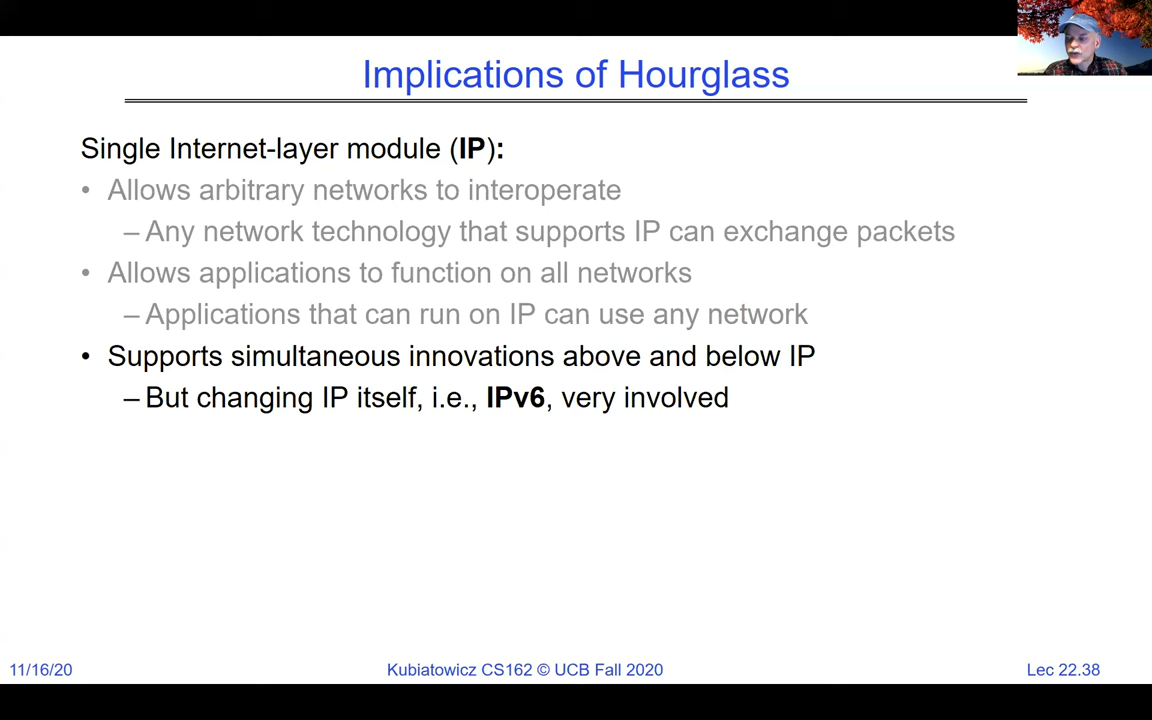 Implications of Hourglass
Single Internet-layer module (IP):
• Allows arbitrary networks to interoperate
– Any network technology that supports IP can exchange packets
• Allows applications to function on all networks
– Applications that can run on IP can use any network
• Supports simultaneous innovations above and below IP
– But changing IP itself, i.e., IPv6, very involved
11/16/20
Kubiatowicz CS162 © UCB Fall 2020
Lec 22.38